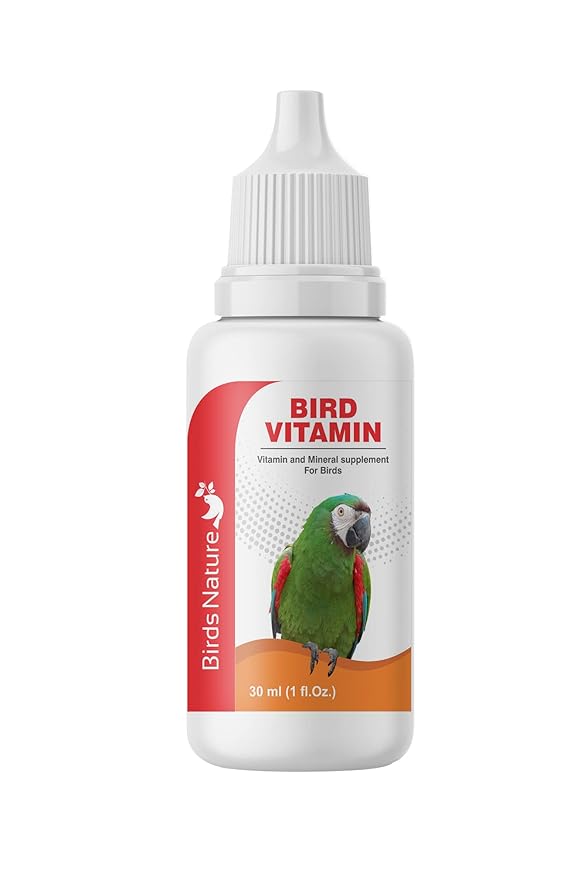 BIRD
VITAMIN
Vitamin and Mineral supplement
For Birds
Birds Nature
30 ml (1 fl.Oz.)